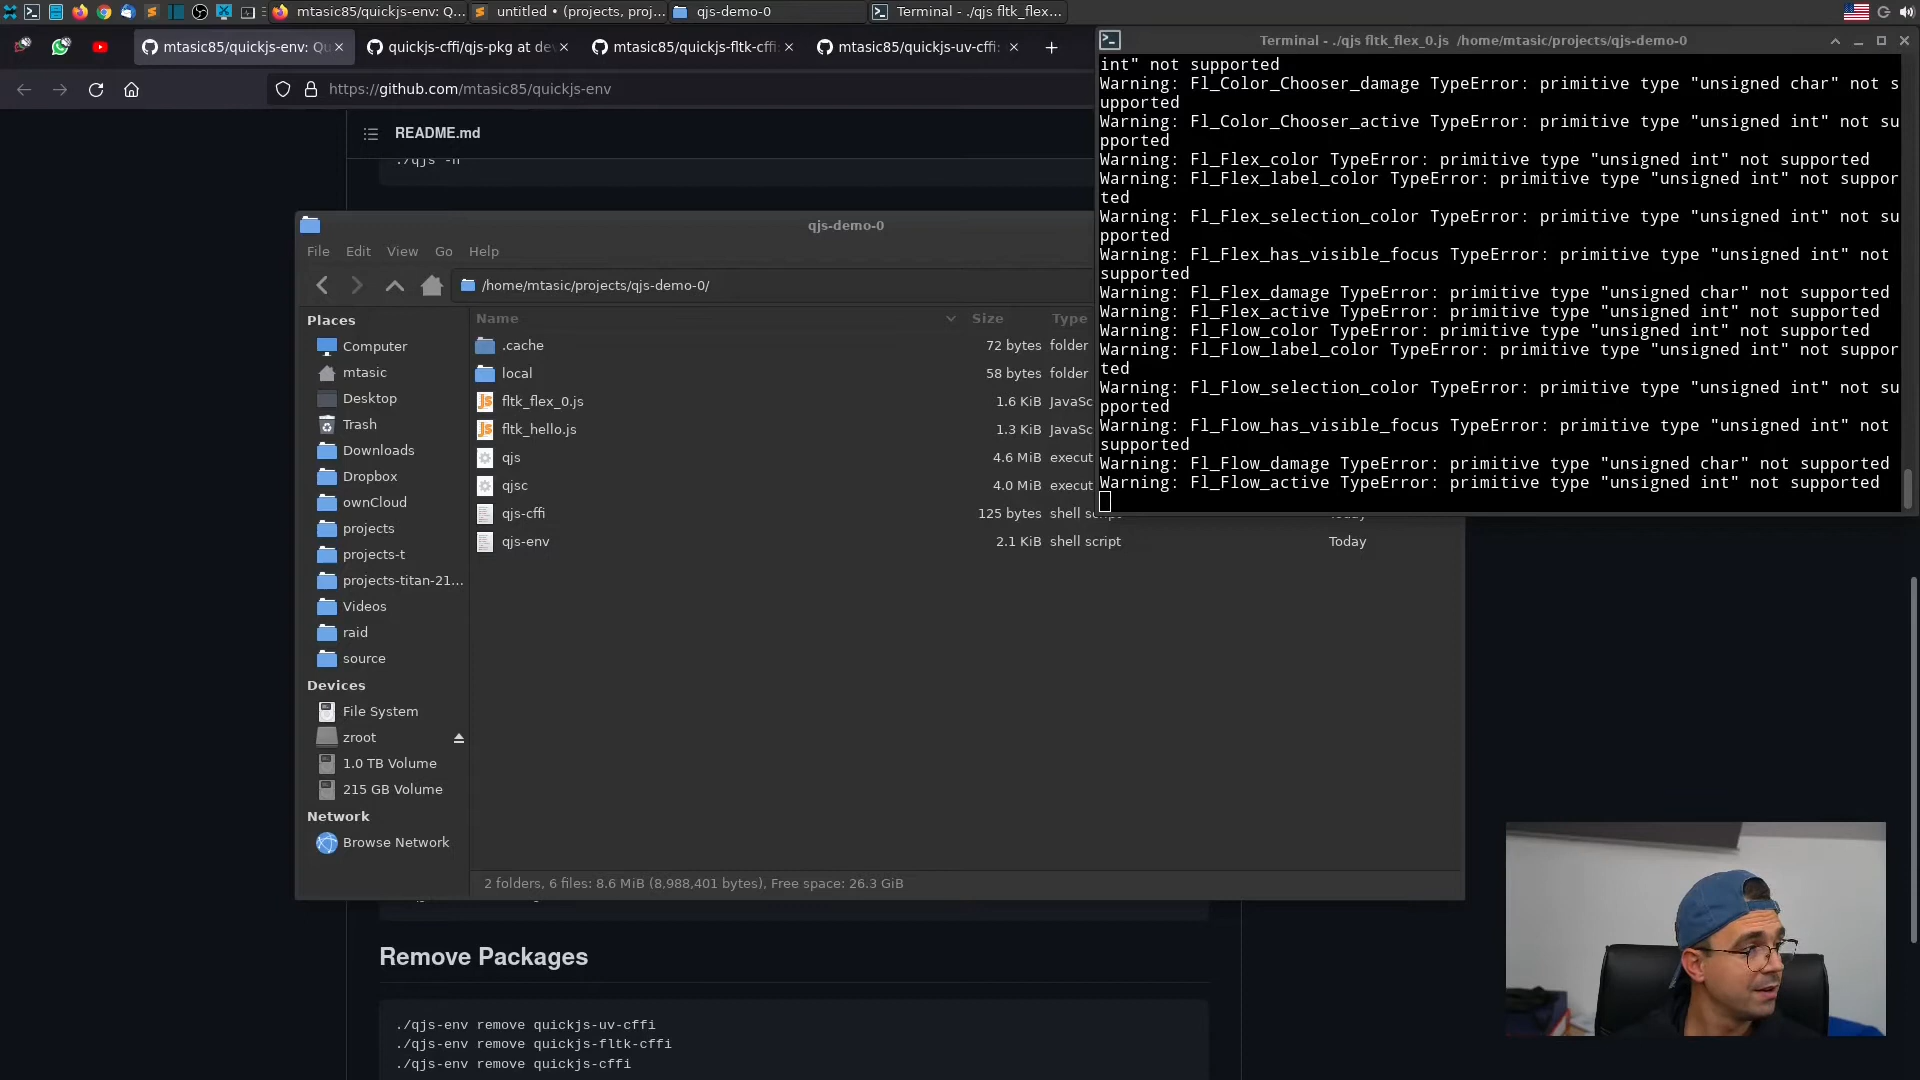 mtasic85/quickjs-env: Q...
untitled • (projects, proj...
qjs-demo-0
Terminal - ./qjs fltk_flex...
mtasic85/quickjs-env: Qu
quickjs-cffi/qjs-pkg at de
mtasic85/quickjs-fltk-cffi:
mtasic85/quickjs-uv-cffi:
https://github.com/mtasic85/quickjs-env
README.md
./qjs -h
Terminal - ./qjs fltk_flex_0.js /home/mtasic/projects/qjs-demo-0
int" not supported
Warning: Fl_Color_Chooser_damage TypeError: primitive type "unsigned char" not s
upported
Warning: Fl_Color_Chooser_active TypeError: primitive type "unsigned int" not su
pported
Warning: Fl_Flex_color TypeError: primitive type "unsigned int" not supported
Warning: Fl_Flex_label_color TypeError: primitive type "unsigned int" not suppor
ted
Warning: Fl_Flex_selection_color TypeError: primitive type "unsigned int" not su
pported
Warning: Fl_Flex_has_visible_focus TypeError: primitive type "unsigned int" not
supported
Warning: Fl_Flex_damage TypeError: primitive type "unsigned char" not supported
Warning: Fl_Flex_active TypeError: primitive type "unsigned int" not supported
Warning: Fl_Flow_color TypeError: primitive type "unsigned int" not supported
Warning: Fl_Flow_label_color TypeError: primitive type "unsigned int" not suppor
ted
Warning: Fl_Flow_selection_color TypeError: primitive type "unsigned int" not su
pported
Warning: Fl_Flow_has_visible_focus TypeError: primitive type "unsigned int" not
supported
Warning: Fl_Flow_damage TypeError: primitive type "unsigned char" not supported
Warning: Fl_Flow_active TypeError: primitive type "unsigned int" not supported
qjs-demo-0
File Edit View Go Help
/home/mtasic/projects/qjs-demo-0/
Places
Computer
mtasic
Desktop
Trash
Downloads
Dropbox
ownCloud
projects
projects-t
projects-titan-21...
Videos
raid
source
Devices
File System
zroot
1.0 TB Volume
215 GB Volume
Network
Browse Network
Name Size Type
.cache 72 bytes folder
local 58 bytes folder
fltk_flex_0.js 1.6 KiB JavaSc
fltk_hello.js 1.3 KiB JavaSc
qjs 4.6 MiB execut
qjsc 4.0 MiB execut
qjs-cffi 125 bytes shell script Today
qjs-env 2.1 KiB shell script Today
2 folders, 6 files: 8.6 MiB (8,988,401 bytes), Free space: 26.3 GiB
Remove Packages
./qjs-env remove quickjs-uv-cffi
./qjs-env remove quickjs-fltk-cffi
./qjs-env remove quickjs-cffi